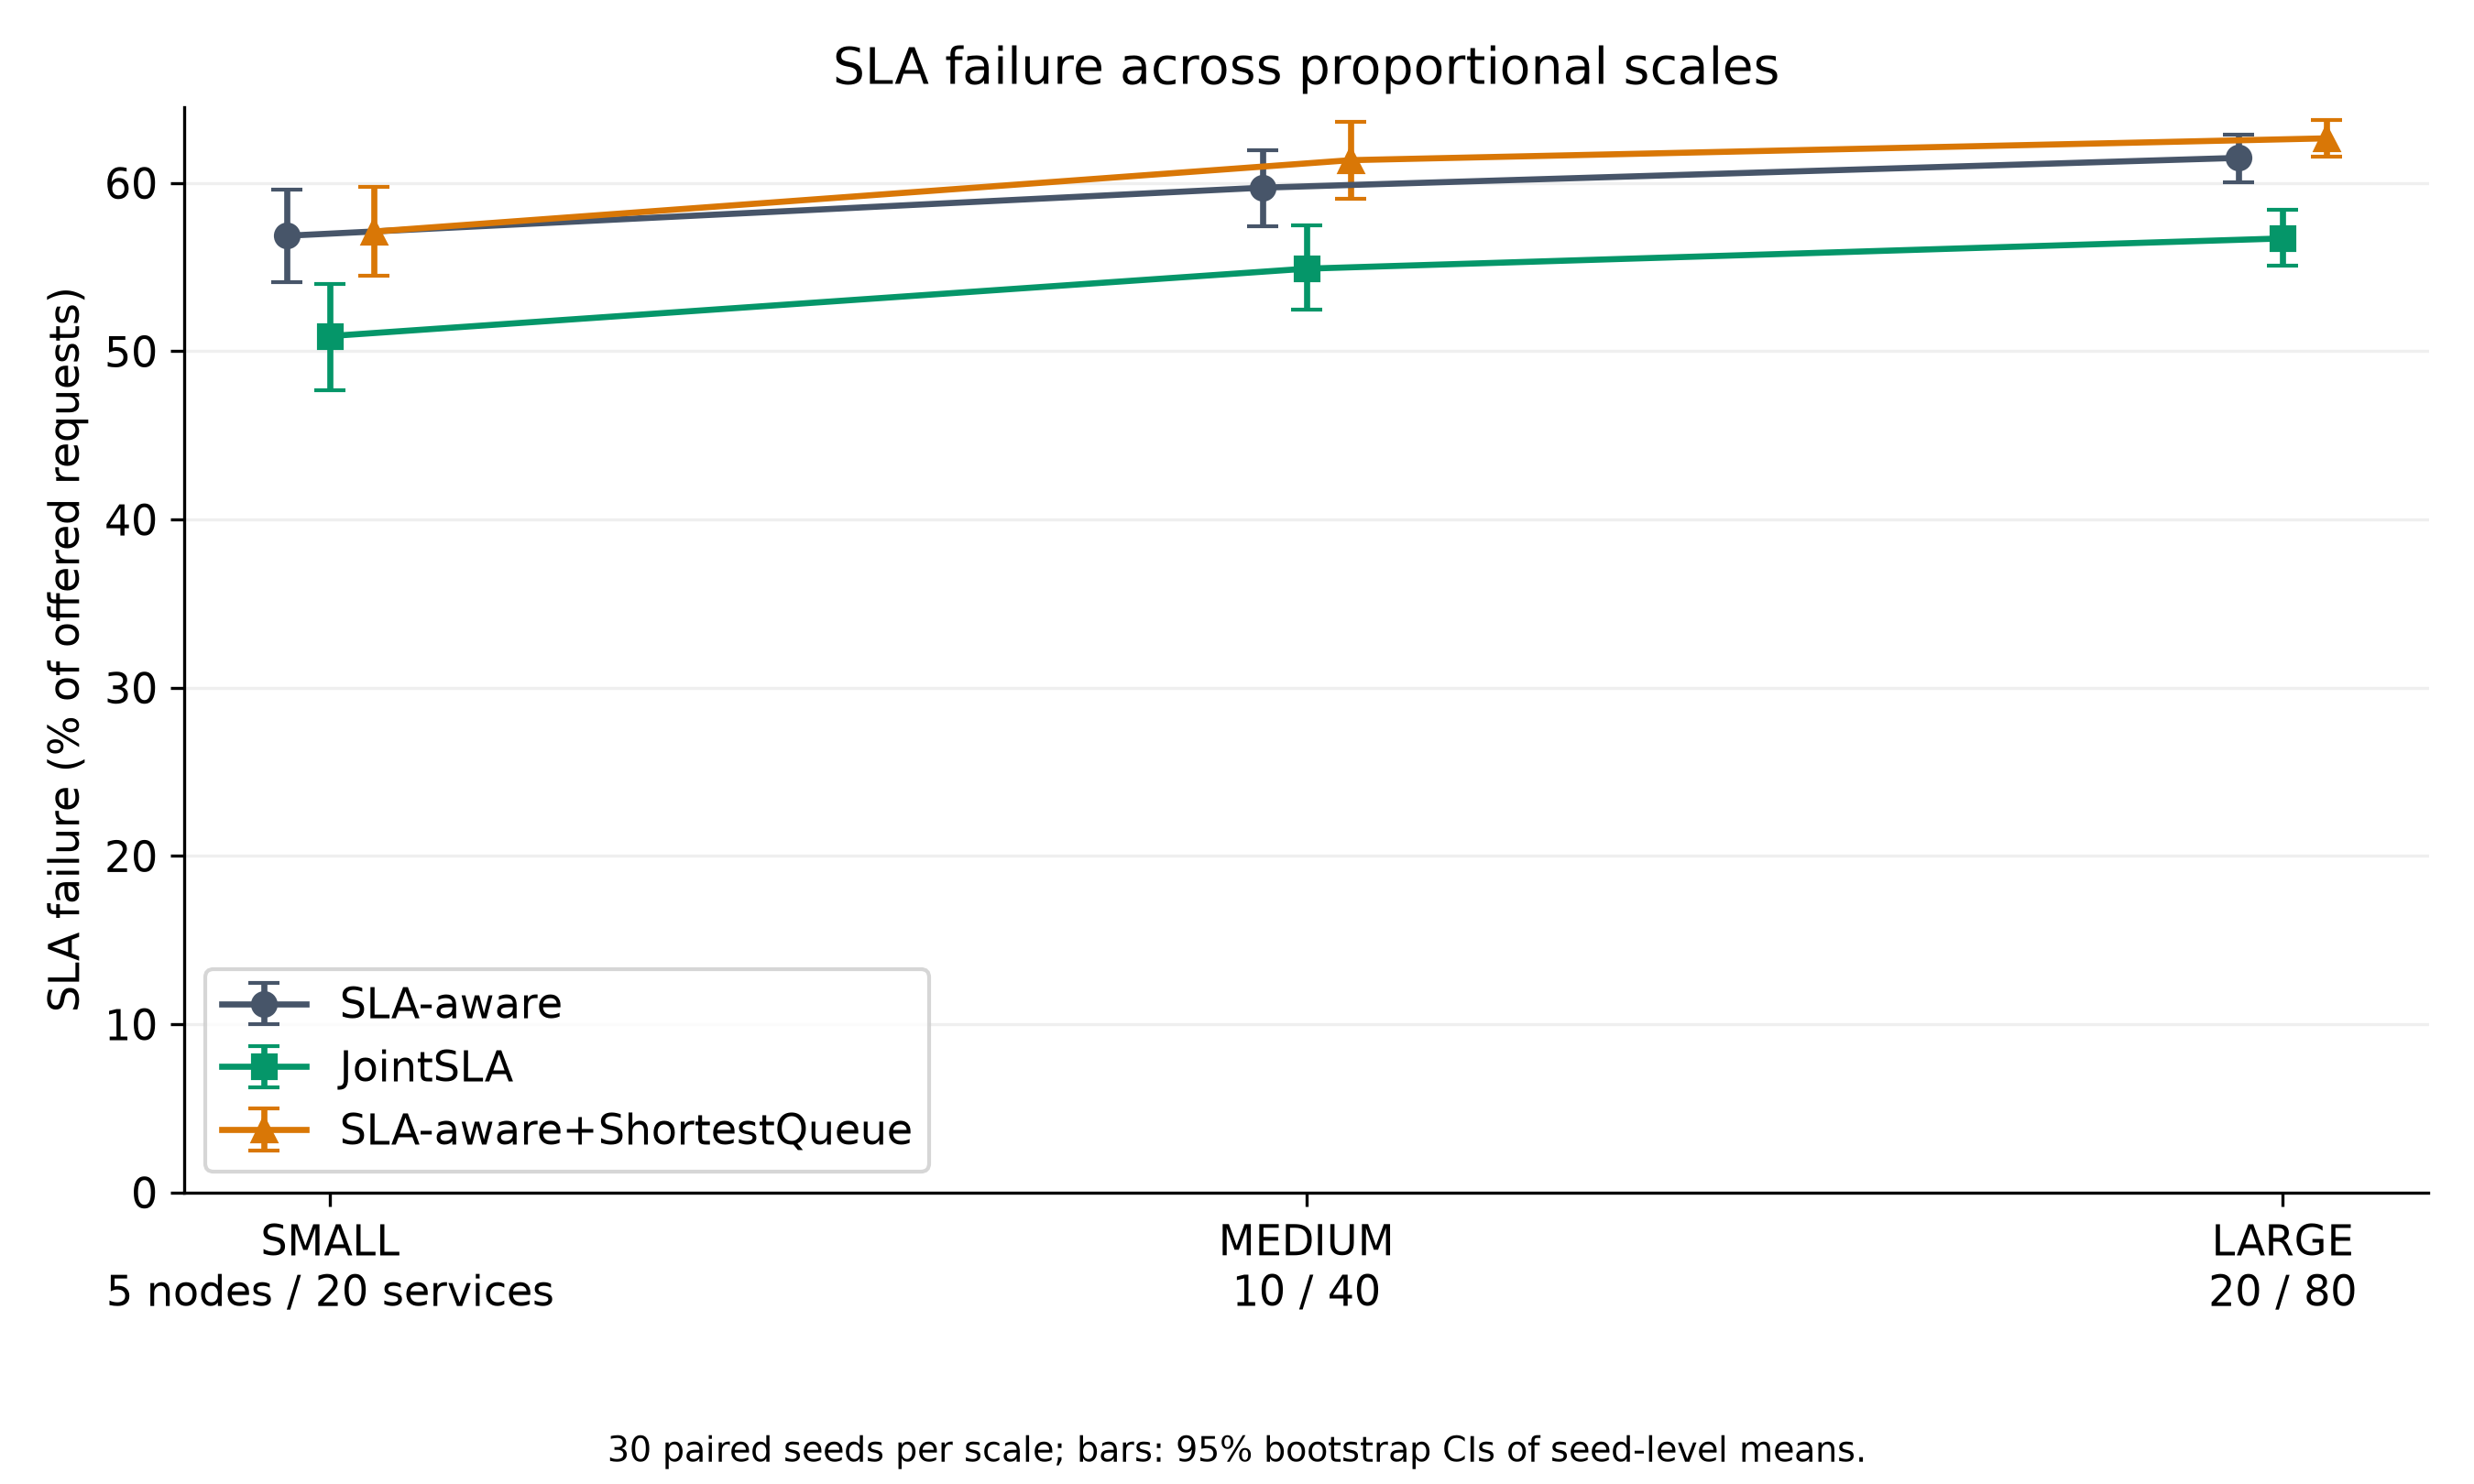 SLA failure across proportional scales
SLA failure (% of offered requests)
60
50
40
30
20
10
0
SLA-aware
JointSLA
SLA-aware+ShortestQueue
SMALL
5 nodes / 20 services
MEDIUM
10 / 40
LARGE
20 / 80
30 paired seeds per scale; bars: 95% bootstrap CIs of seed-level means.